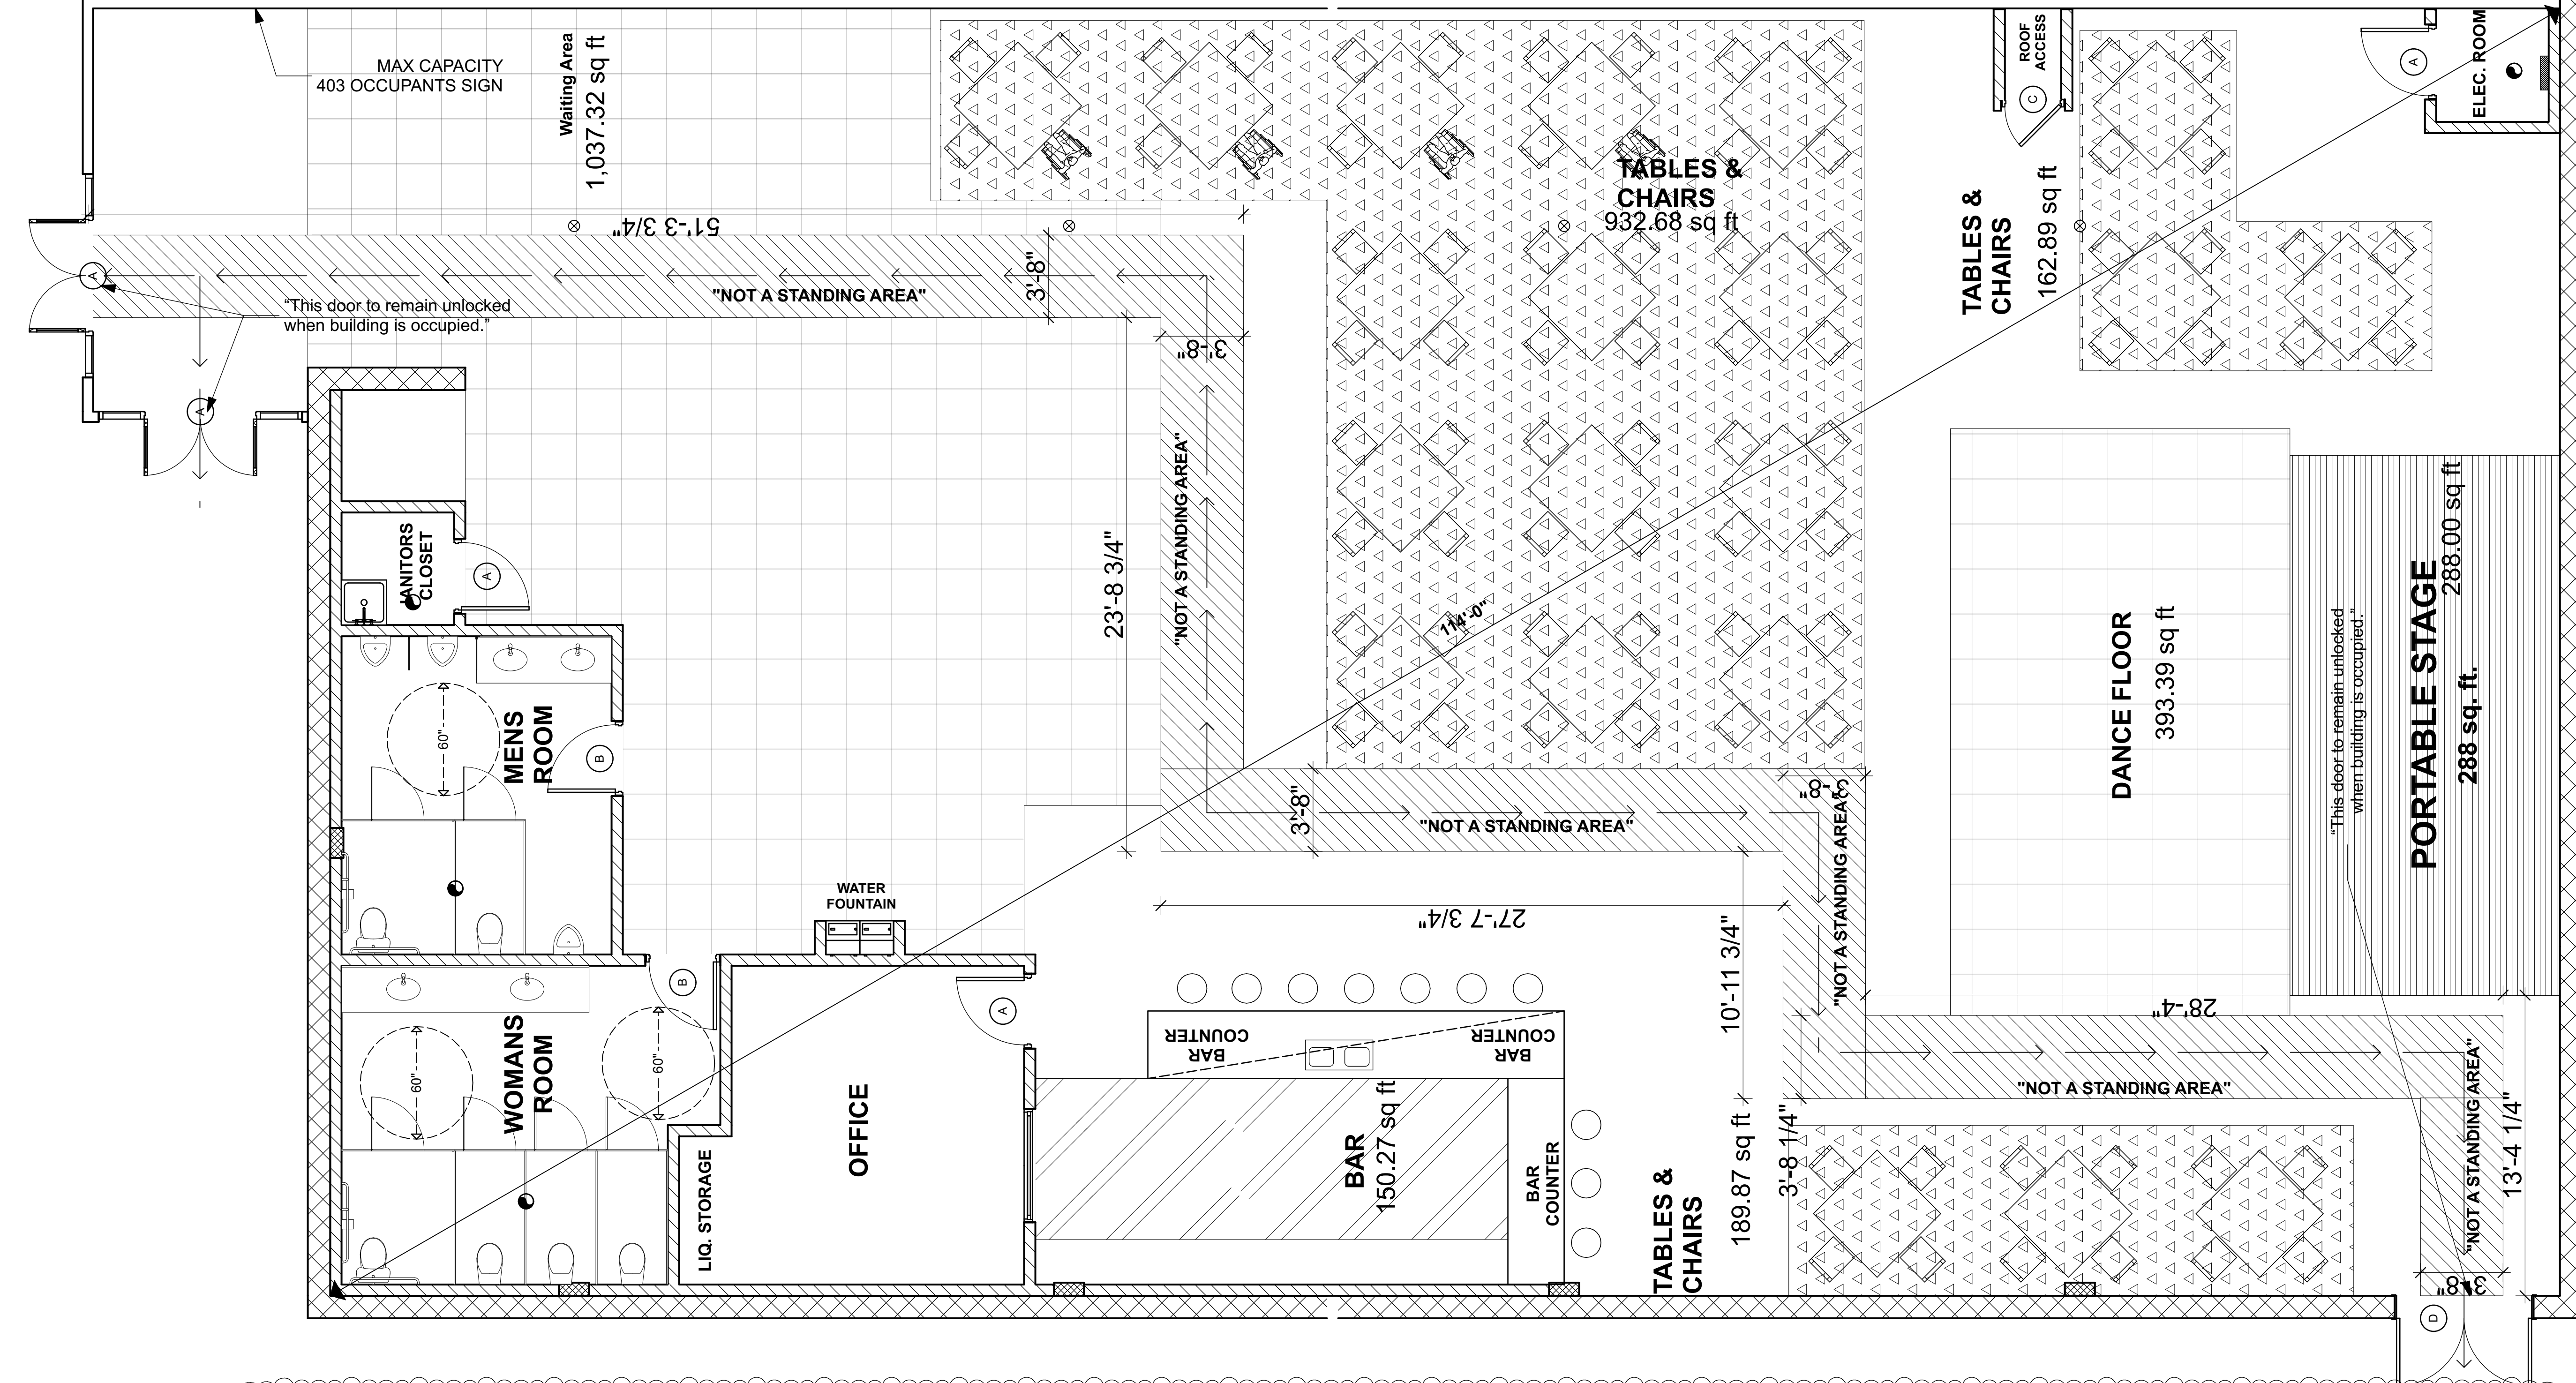 MAX CAPACITY
403 OCCUPANTS SIGN
Waiting Area
1,037.32 sq ft
51'-3 3/4"
3'-8"
"NOT A STANDING AREA"
A
“This door to remain unlocked
when building is occupied.”
A
3'-8"
"NOT A STANDING AREA"
23'-8 3/4"
TABLES &
CHAIRS
932.68 sq ft
ROOF
ACCESS
C
A
ELEC. ROOM
TABLES &
CHAIRS
162.89 sq ft
JANITORS
CLOSET
A
60"
MENS
ROOM
B
WATER
FOUNTAIN
114'-0"
3'-8"
"NOT A STANDING AREA"
27'-7 3/4"
3'-8"
"NOT A STANDING AREA"
10'-11 3/4"
DANCE FLOOR
393.39 sq ft
“This door to remain unlocked
when building is occupied.”
PORTABLE STAGE
288.00 sq ft
288 sq. ft.
28'-4"
"NOT A STANDING AREA"
"NOT A STANDING AREA"
13'-4 1/4"
3'-8"
D
60"
WOMANS
ROOM
60"
B
LIQ. STORAGE
OFFICE
A
BAR
COUNTER
BAR
COUNTER
BAR
150.27 sq ft
BAR
COUNTER
TABLES &
CHAIRS
189.87 sq ft
3'-8 1/4"